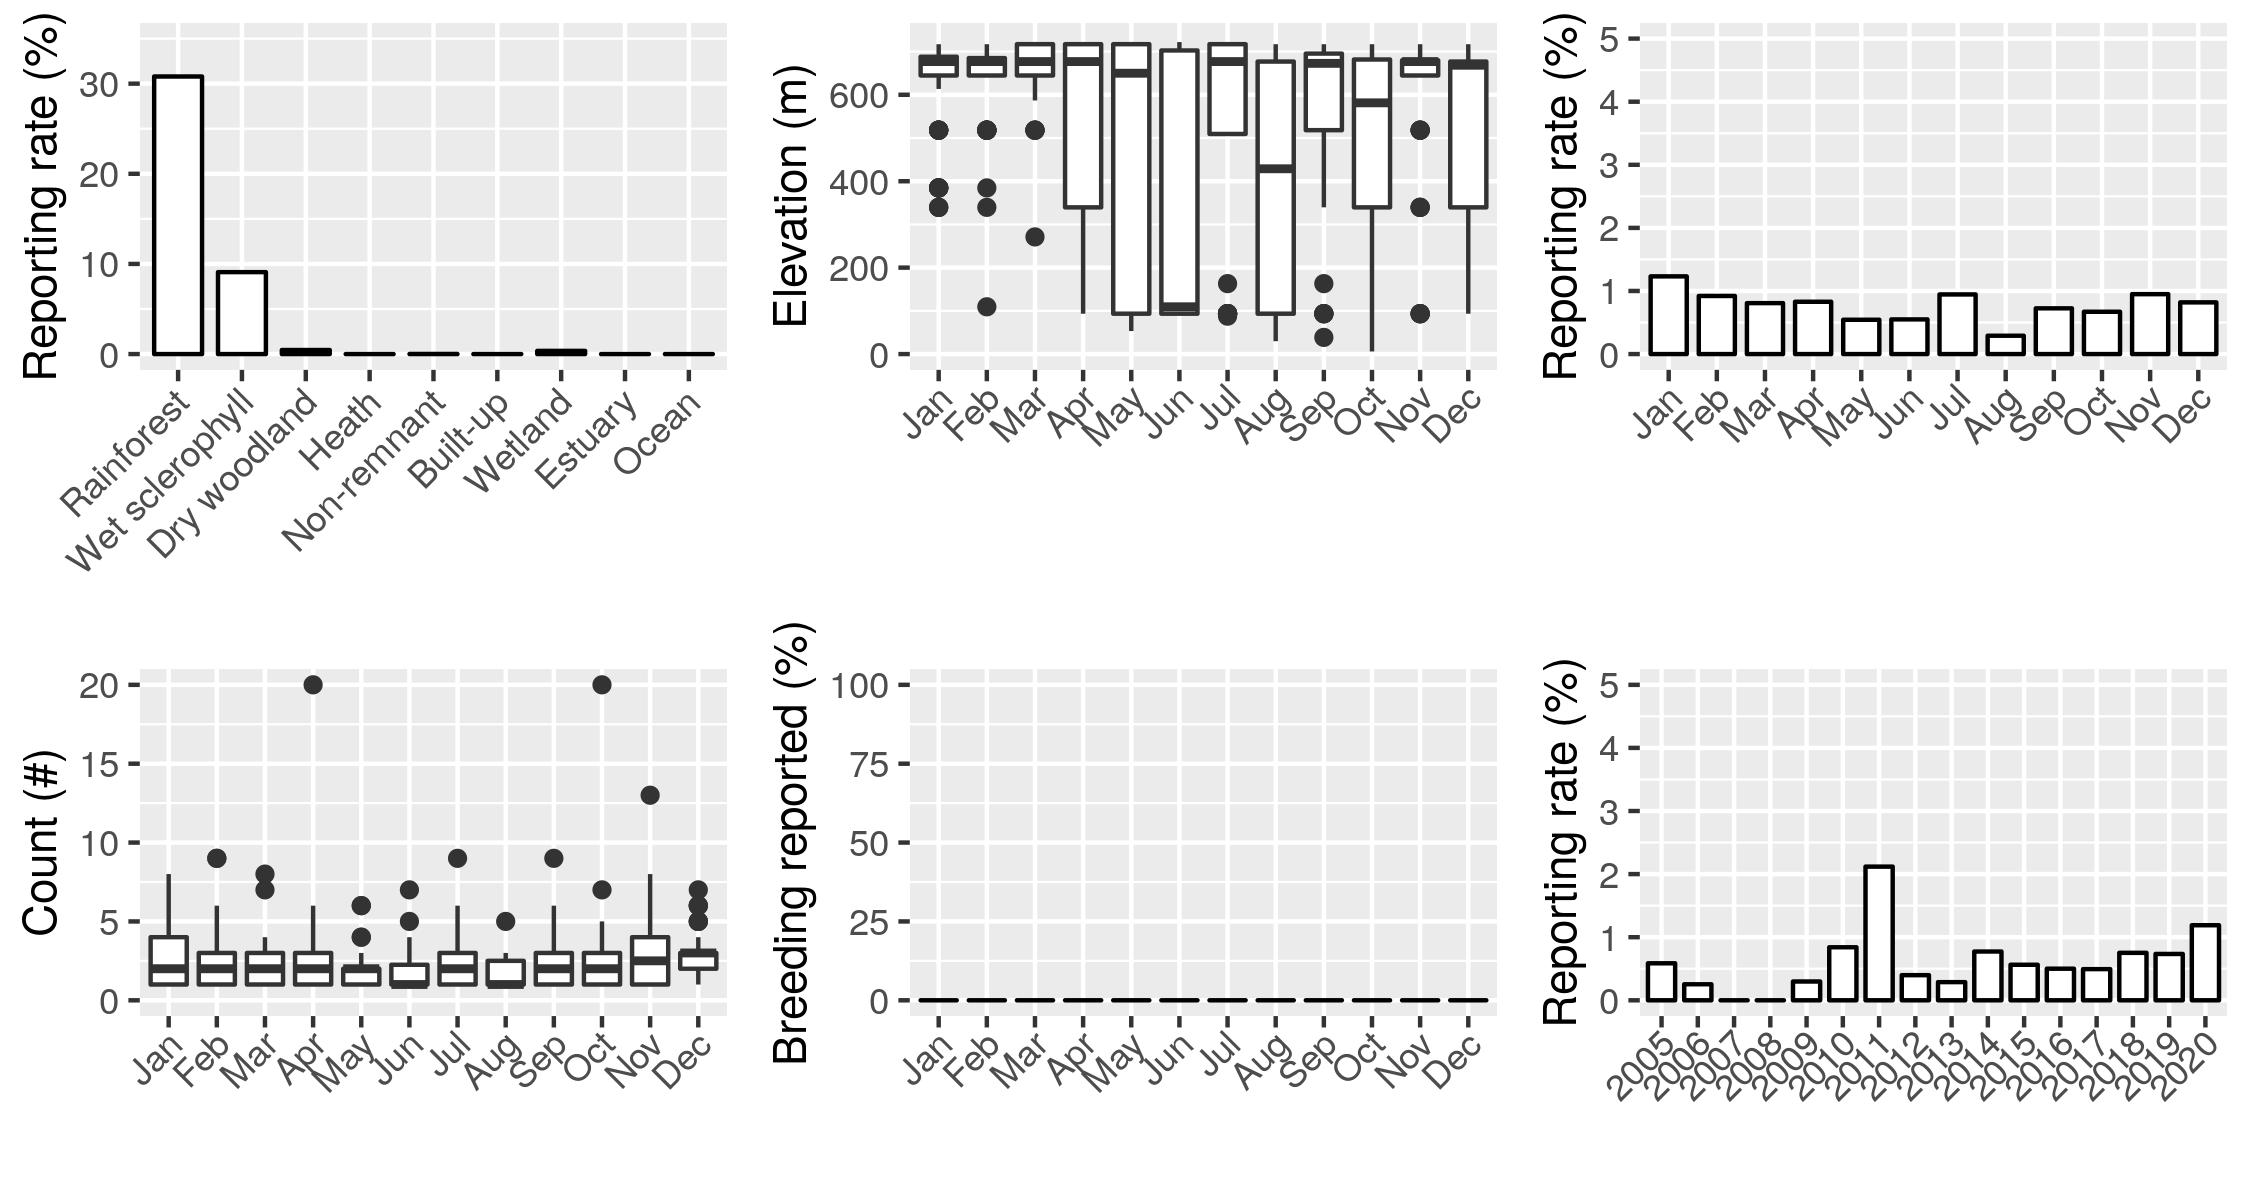 Reporting rate (%)
30
20
10
0
Rainforest
Wet sclerophyll
Dry woodland
Heath
Non-remnant
Built-up
Wetland
Estuary
Ocean
Elevation (m)
600
400
200
0
Jan
Feb
Mar
Apr
May
Jun
Jul
Aug
Sep
Oct
Nov
Dec
Reporting rate (%)
5
4
3
2
1
0
Jan
Feb
Mar
Apr
May
Jun
Jul
Aug
Sep
Oct
Nov
Dec
Count (#)
20
15
10
5
0
Jan
Feb
Mar
Apr
May
Jun
Jul
Aug
Sep
Oct
Nov
Dec
Breeding reported (%)
100
75
50
25
0
Jan
Feb
Mar
Apr
May
Jun
Jul
Aug
Sep
Oct
Nov
Dec
Reporting rate (%)
5
4
3
2
1
0
2005
2006
2007
2008
2009
2010
2011
2012
2013
2014
2015
2016
2017
2018
2019
2020